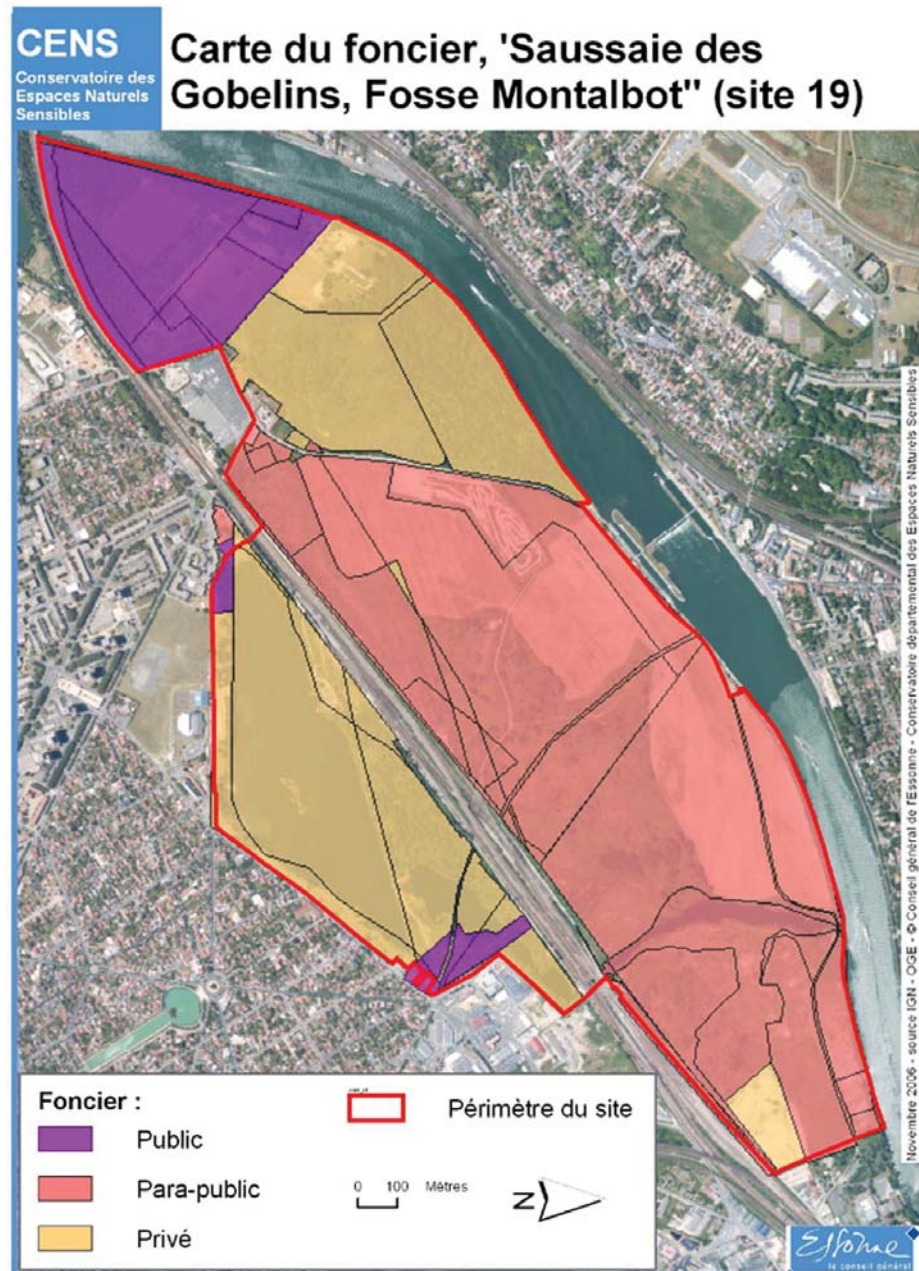 CENS
Conservatoire des
Espaces Naturels
Sensibles
Carte du foncier, 'Saussaie des
Gobelins, Fosse Montalbot" (site 19)
Novembre 2006 - source IGN - OGE - © Conseil général de l'Essonne - Conservatoire départemental des Espaces Naturels Sensibles
Foncier :
Public
Para-public
Privé
Périmètre du site
0 100 Mètres
N
Essonne
le conseil général